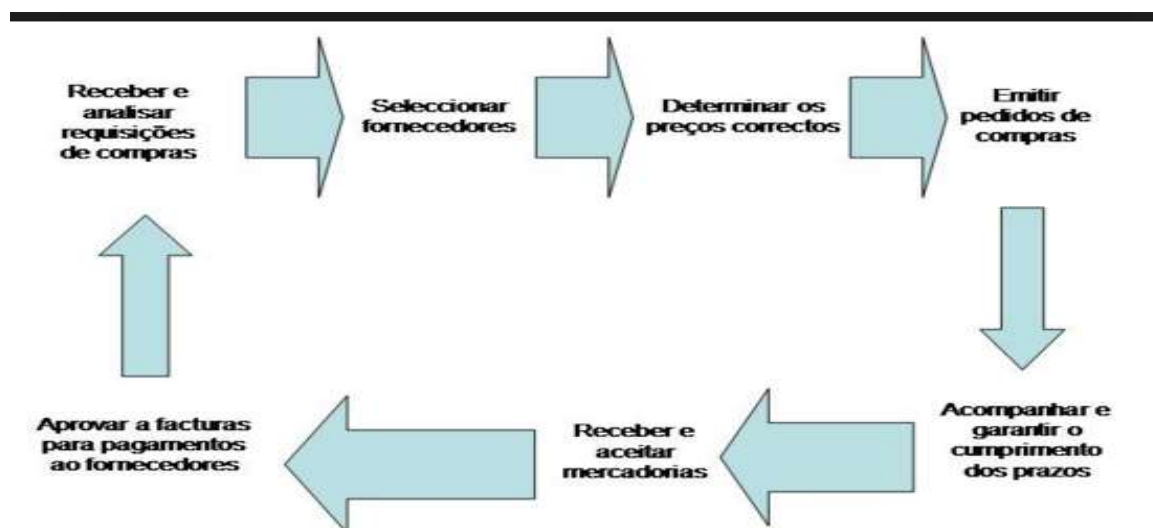 Receber e
analisar
requisições
de compras
Seleccionar
fornecedores
Determinar os
preços correctos
Emitir
pedidos de
compras
Acompanhar e
garantir o
cumprimento
dos prazos
Receber e
aceitar
mercadorias
Aprovar a facturas
para pagamentos
ao fornecedores